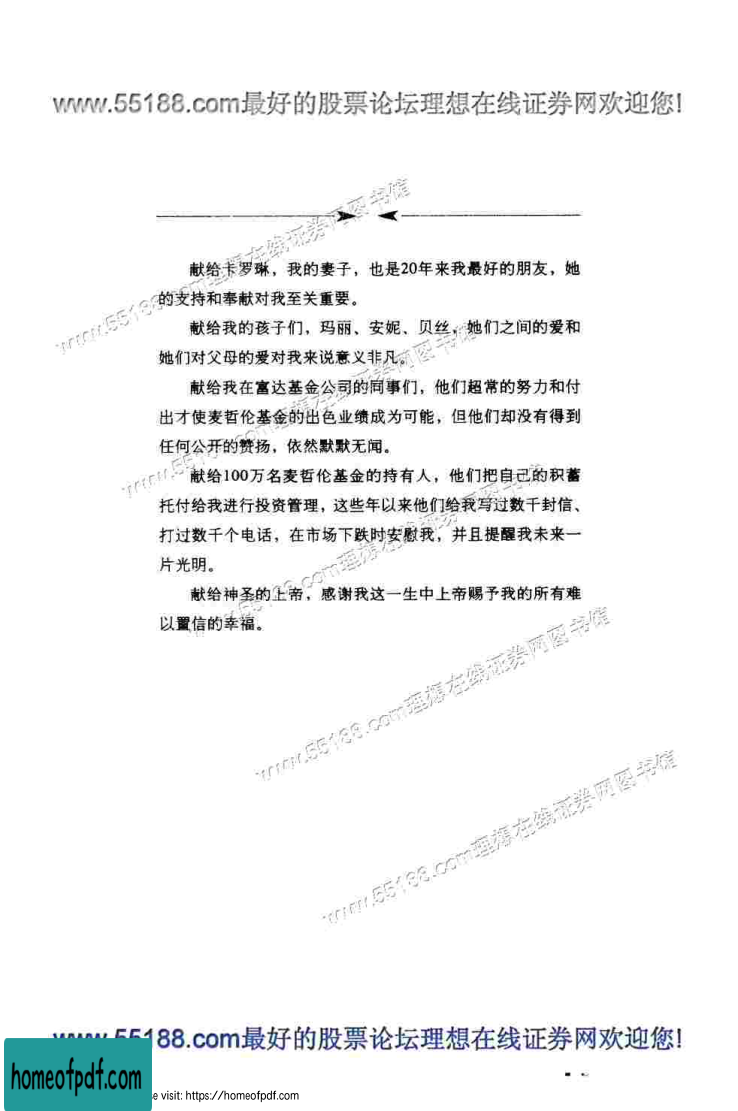 www.55188.com最好的股票论坛理想在线证券网欢迎您!
献给卡罗琳，我的妻子，也是20年来我最好的朋友，她
的支持和奉献对我至关重要。
献给我的孩子们，玛丽、安妮、贝丝，她们之间的爱和
她们对父母的爱对我来说意义非凡。
献给我在富达基金公司的同事们，他们超常的努力和付
出才使麦哲伦基金的出色业绩成为可能，但他们却没有得到
任何公开的赞扬，依然默默无闻。
献给100万名麦哲伦基金的持有人，他们把自己的积蓄
托付给我进行投资管理，这些年以来他们给我写过数千封信、
打过数千个电话，在市场下跌时安慰我，并且提醒我未来一
片光明。
献给神圣的上帝，感谢我这一生中上帝赐予我的所有难
以置信的幸福。
www.55188.com理想在线证券网图书馆
www.55188.com理想在线证券网图书馆
www.55188.com理想在线证券网图书馆
www.55188.com理想在线证券网图书馆
www.55188.com最好的股票论坛理想在线证券网欢迎您!
homeofpdf.com
visit: https://homeofpdf.com